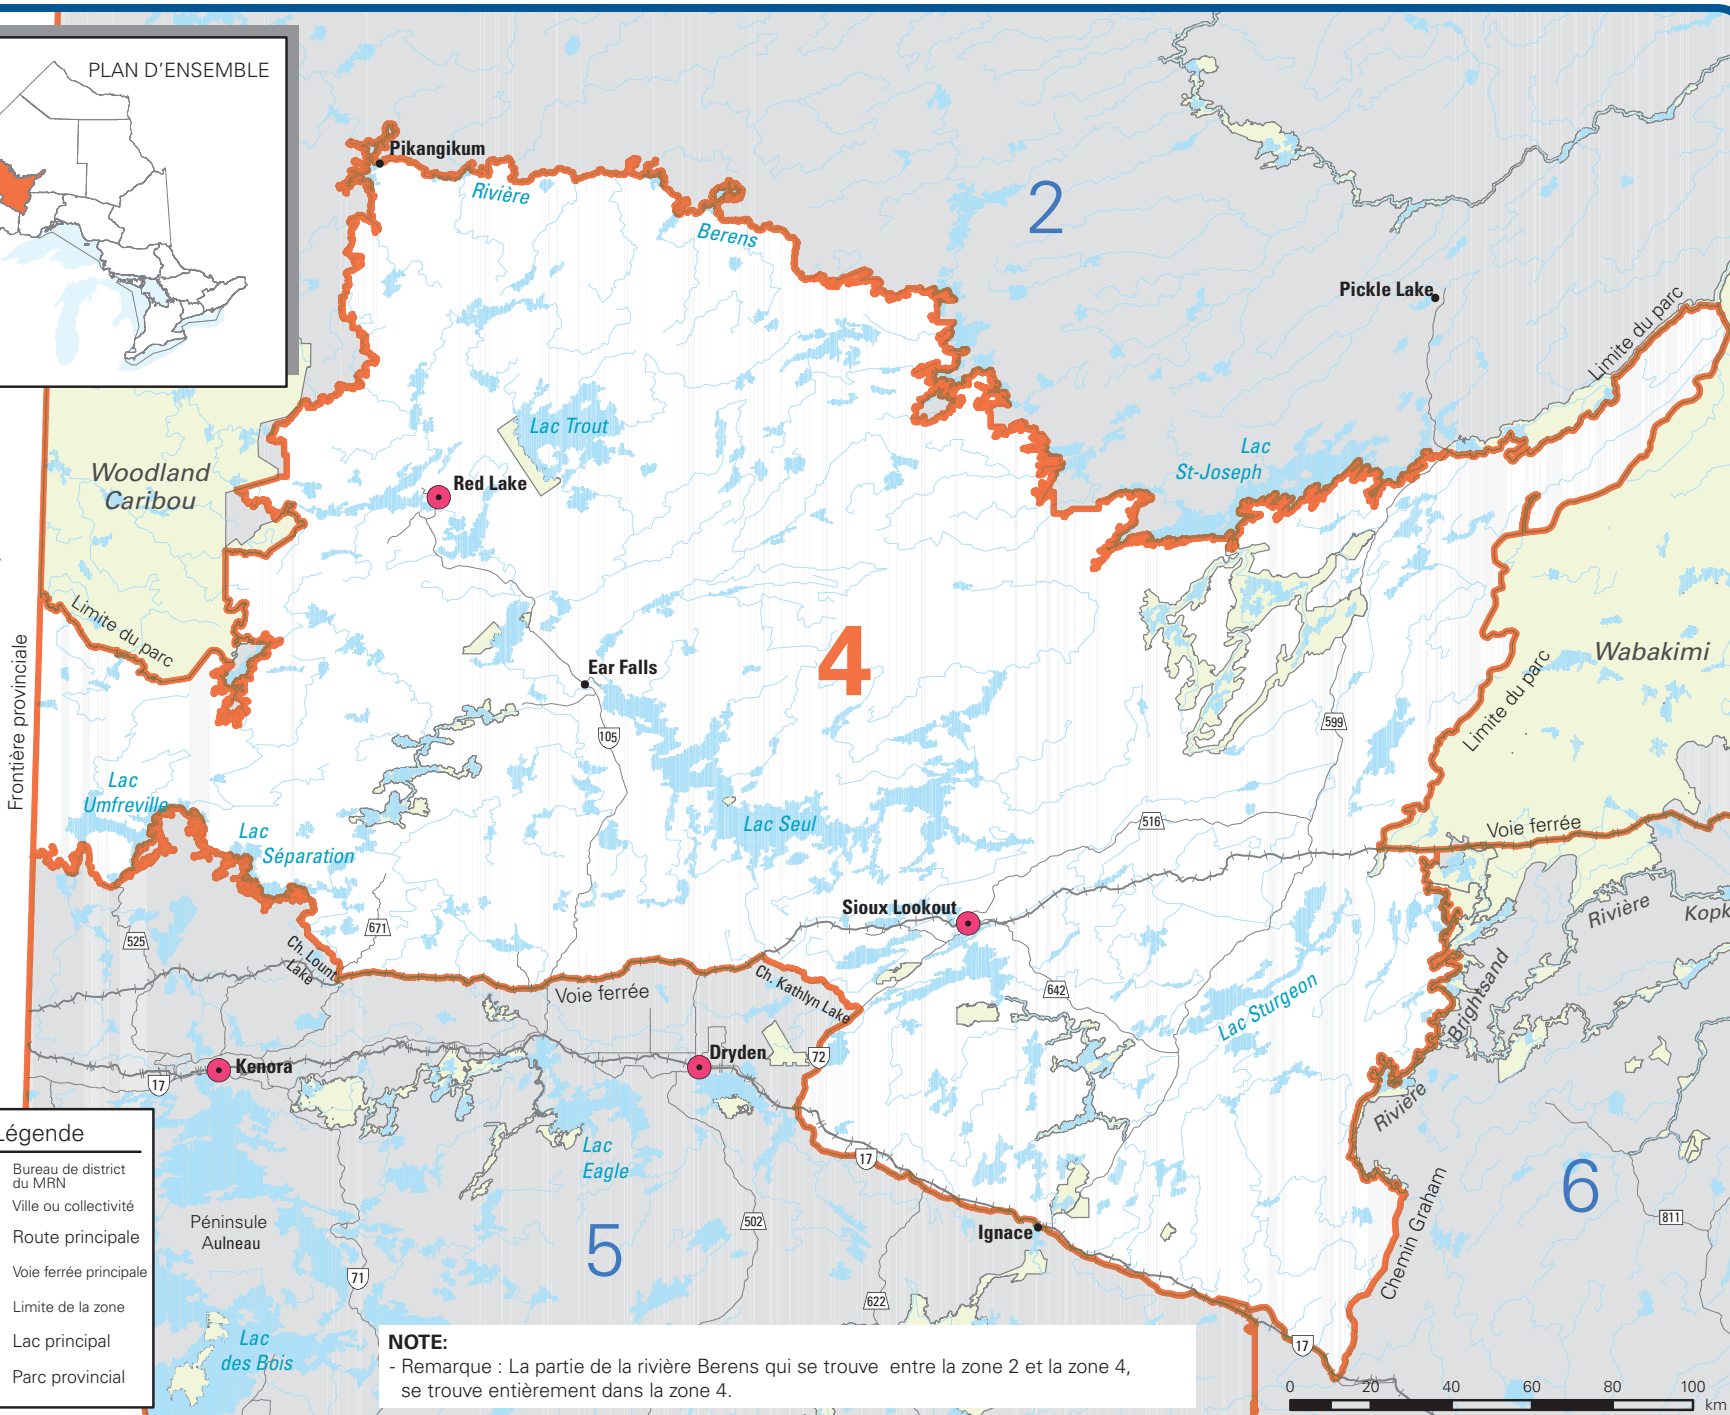 PLAN D'ENSEMBLE
Pikangikum
Rivière
Berens
2
Pickle Lake
Limite du parc
Woodland
Caribou
Lac Trout
Red Lake
Lac
St-Joseph
Limite du parc
Frontière provinciale
Ear Falls
4
Wabakimi
Limite du parc
105
599
Lac
Umfreville
Lac
Séparation
Lac Seul
516
Voie ferrée
Sioux Lookout
525
671
Ch. Lount
Lake
Voie ferrée
Ch. Kathlyn Lake
642
Lac Sturgeon
Rivière
Kopk
Brightsand
Rivière
Kenora
17
Dryden
72
17
Légende
Bureau de district
du MRN
Ville ou collectivité
Route principale
Voie ferrée principale
Limite de la zone
Lac principal
Parc provincial
Péninsule
Aulneau
Lac
Eagle
5
502
71
622
Ignace
Chemin Graham
6
811
17
Lac
des Bois
NOTE:
- Remarque : La partie de la rivière Berens qui se trouve entre la zone 2 et la zone 4,
se trouve entièrement dans la zone 4.
0 20 40 60 80 100
km